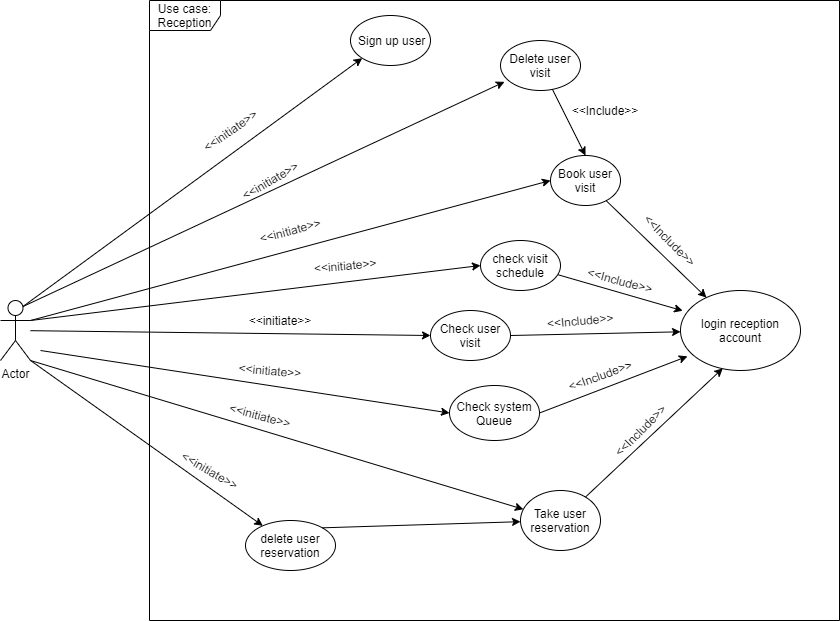 Use case:
Reception
Sign up user
Delete user
visit
<<initiate>>
<<Include>>
<<initiate>>
Book user
visit
<<initiate>>
<<Include>>
check visit
schedule
<<initiate>>
<<Include>>
Check user
visit
<<initiate>>
<<Include>>
login reception
account
Actor
<<initiate>>
<<Include>>
Check system
Queue
<<initiate>>
<<Include>>
<<initiate>>
Take user
reservation
delete user
reservation